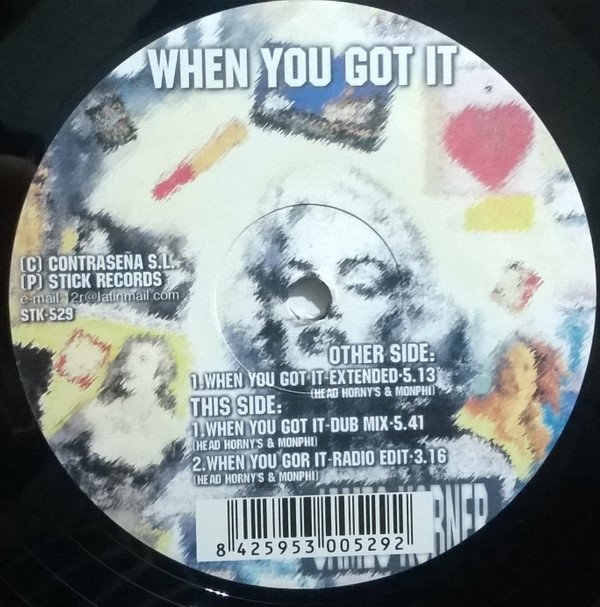 WHEN YOU GOT IT
(C) CONTRASEÑA S.L.
(P) STICK RECORDS
e-mail 12r@latinmail.com
STK-529
OTHER SIDE:
1.WHEN YOU GOT IT-EXTENDED-5.13
(HEAD HORNY'S & MONPHI)
THIS SIDE:
1.WHEN YOU GOT IT-DUB MIX-5.41
(HEAD HORNY'S & MONPHI)
2.WHEN YOU GOR IT-RADIO EDIT-3.16
(HEAD HORNY'S & MONPHI)
8 425953 005292